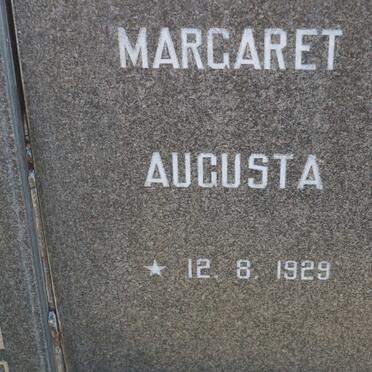 MARGARET
AUGUSTA
★ 12. 8. 1929